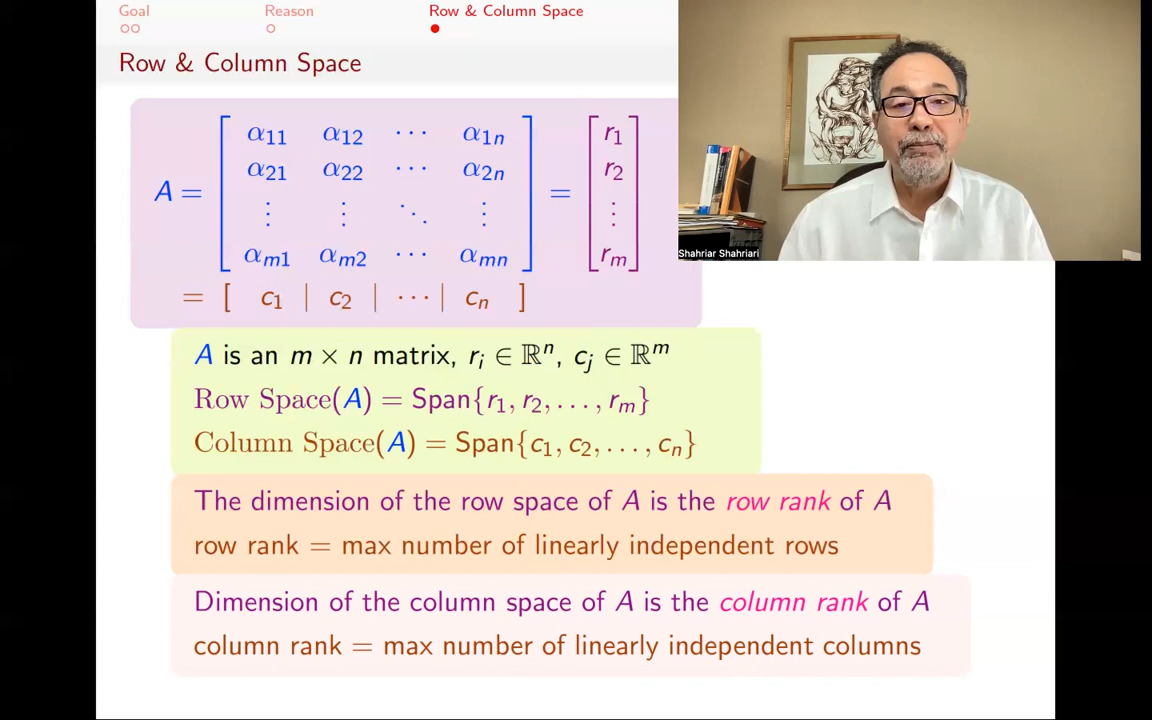 Goal Reason Row & Column Space
Row & Column Space
A = [ α11 α12 ⋯ α1n ] = [ r1 ]
[ α21 α22 ⋯ α2n ] [ r2 ]
[ ⋮ ⋮ ⋱ ⋮ ] [ ⋮ ]
[ αm1 αm2 ⋯ αmn ] [ rm ]
= [ c1 | c2 | ⋯ | cn ]
Shahriar Shahriari
A is an m × n matrix, ri ∈ ℝⁿ, cj ∈ ℝᵐ
Row Space(A) = Span{r1, r2, . . . , rm}
Column Space(A) = Span{c1, c2, . . . , cn}
The dimension of the row space of A is the row rank of A
row rank = max number of linearly independent rows
Dimension of the column space of A is the column rank of A
column rank = max number of linearly independent columns